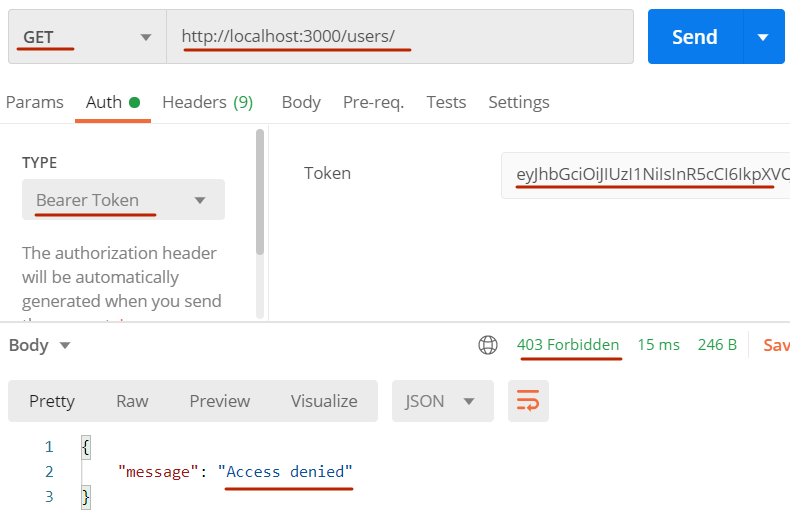 GET http://localhost:3000/users/ Send
Params Auth Headers (9) Body Pre-req. Tests Settings
TYPE
Bearer Token
Token eyJhbGciOiJIUzI1NiIsInR5cCI6IkpXVC
The authorization header
will be automatically
generated when you send
Body 403 Forbidden 15 ms 246 B Sav
Pretty Raw Preview Visualize JSON
1 {
2 "message": "Access denied"
3 }